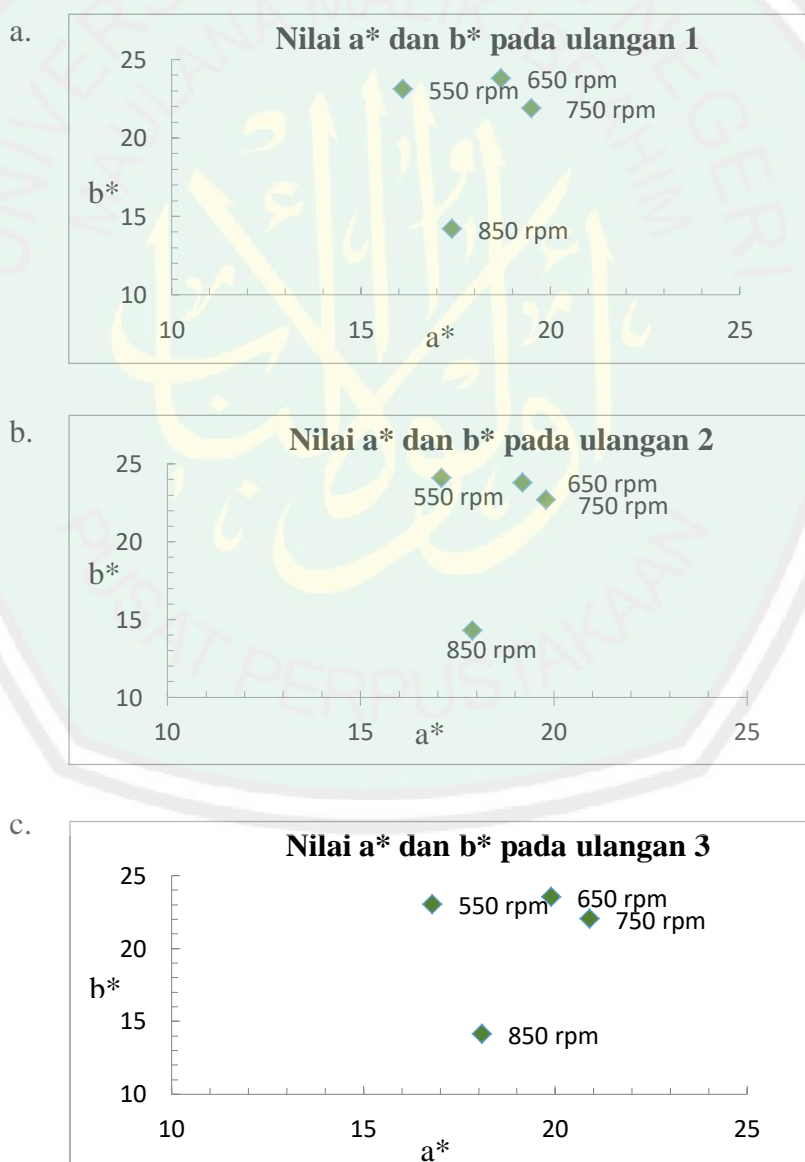 a.
Nilai a* dan b* pada ulangan 1
25
550 rpm
650 rpm
750 rpm
20
b*
15
850 rpm
10
10 15 20 25
a*
b.
Nilai a* dan b* pada ulangan 2
25
550 rpm
650 rpm
750 rpm
20
b*
15
850 rpm
10
10 15 20 25
a*
c.
Nilai a* dan b* pada ulangan 3
25
550 rpm
650 rpm
750 rpm
20
b*
15
850 rpm
10
10 15 20 25
a*
PUSAT PERPUSTAKAAN